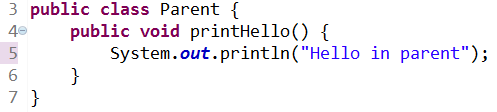 3 public class Parent {
4     public void printHello() {
5         System.out.println("Hello in parent");
6     }
7 }